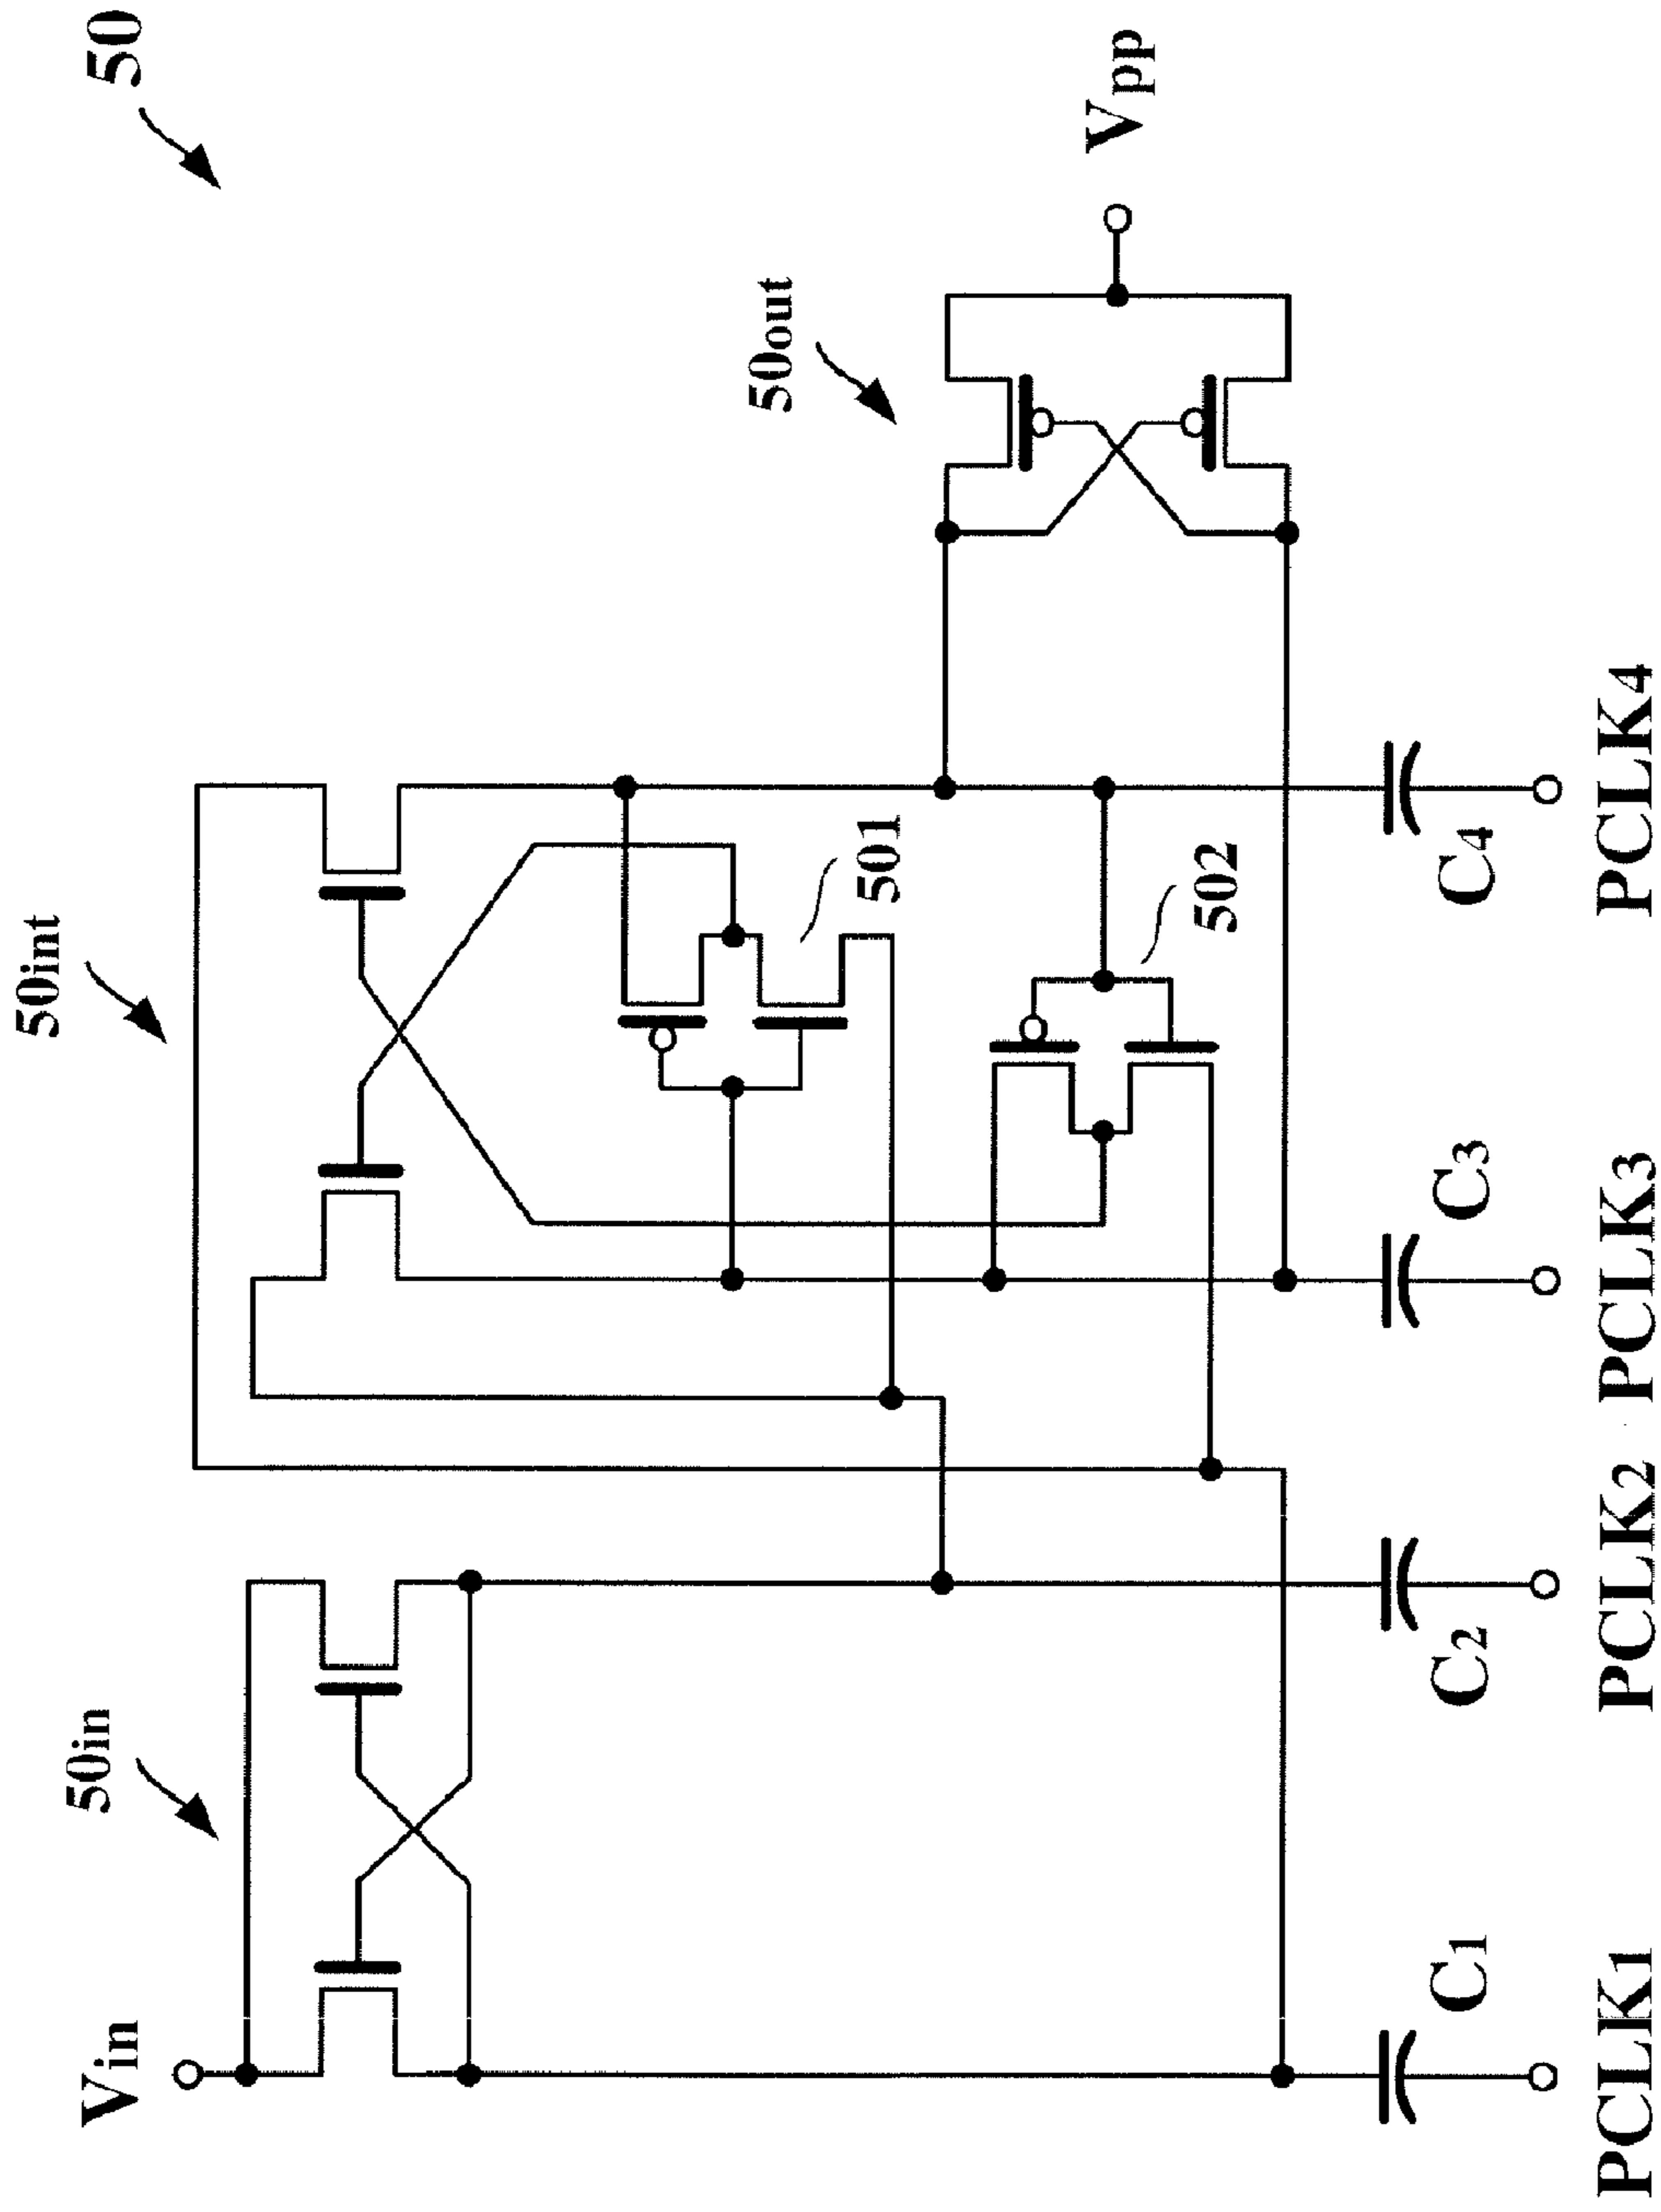 50
50in
50int
50out
Vin
Vpp
501
502
C1
C2
C3
C4
PCLK1
PCLK2
PCLK3
PCLK4